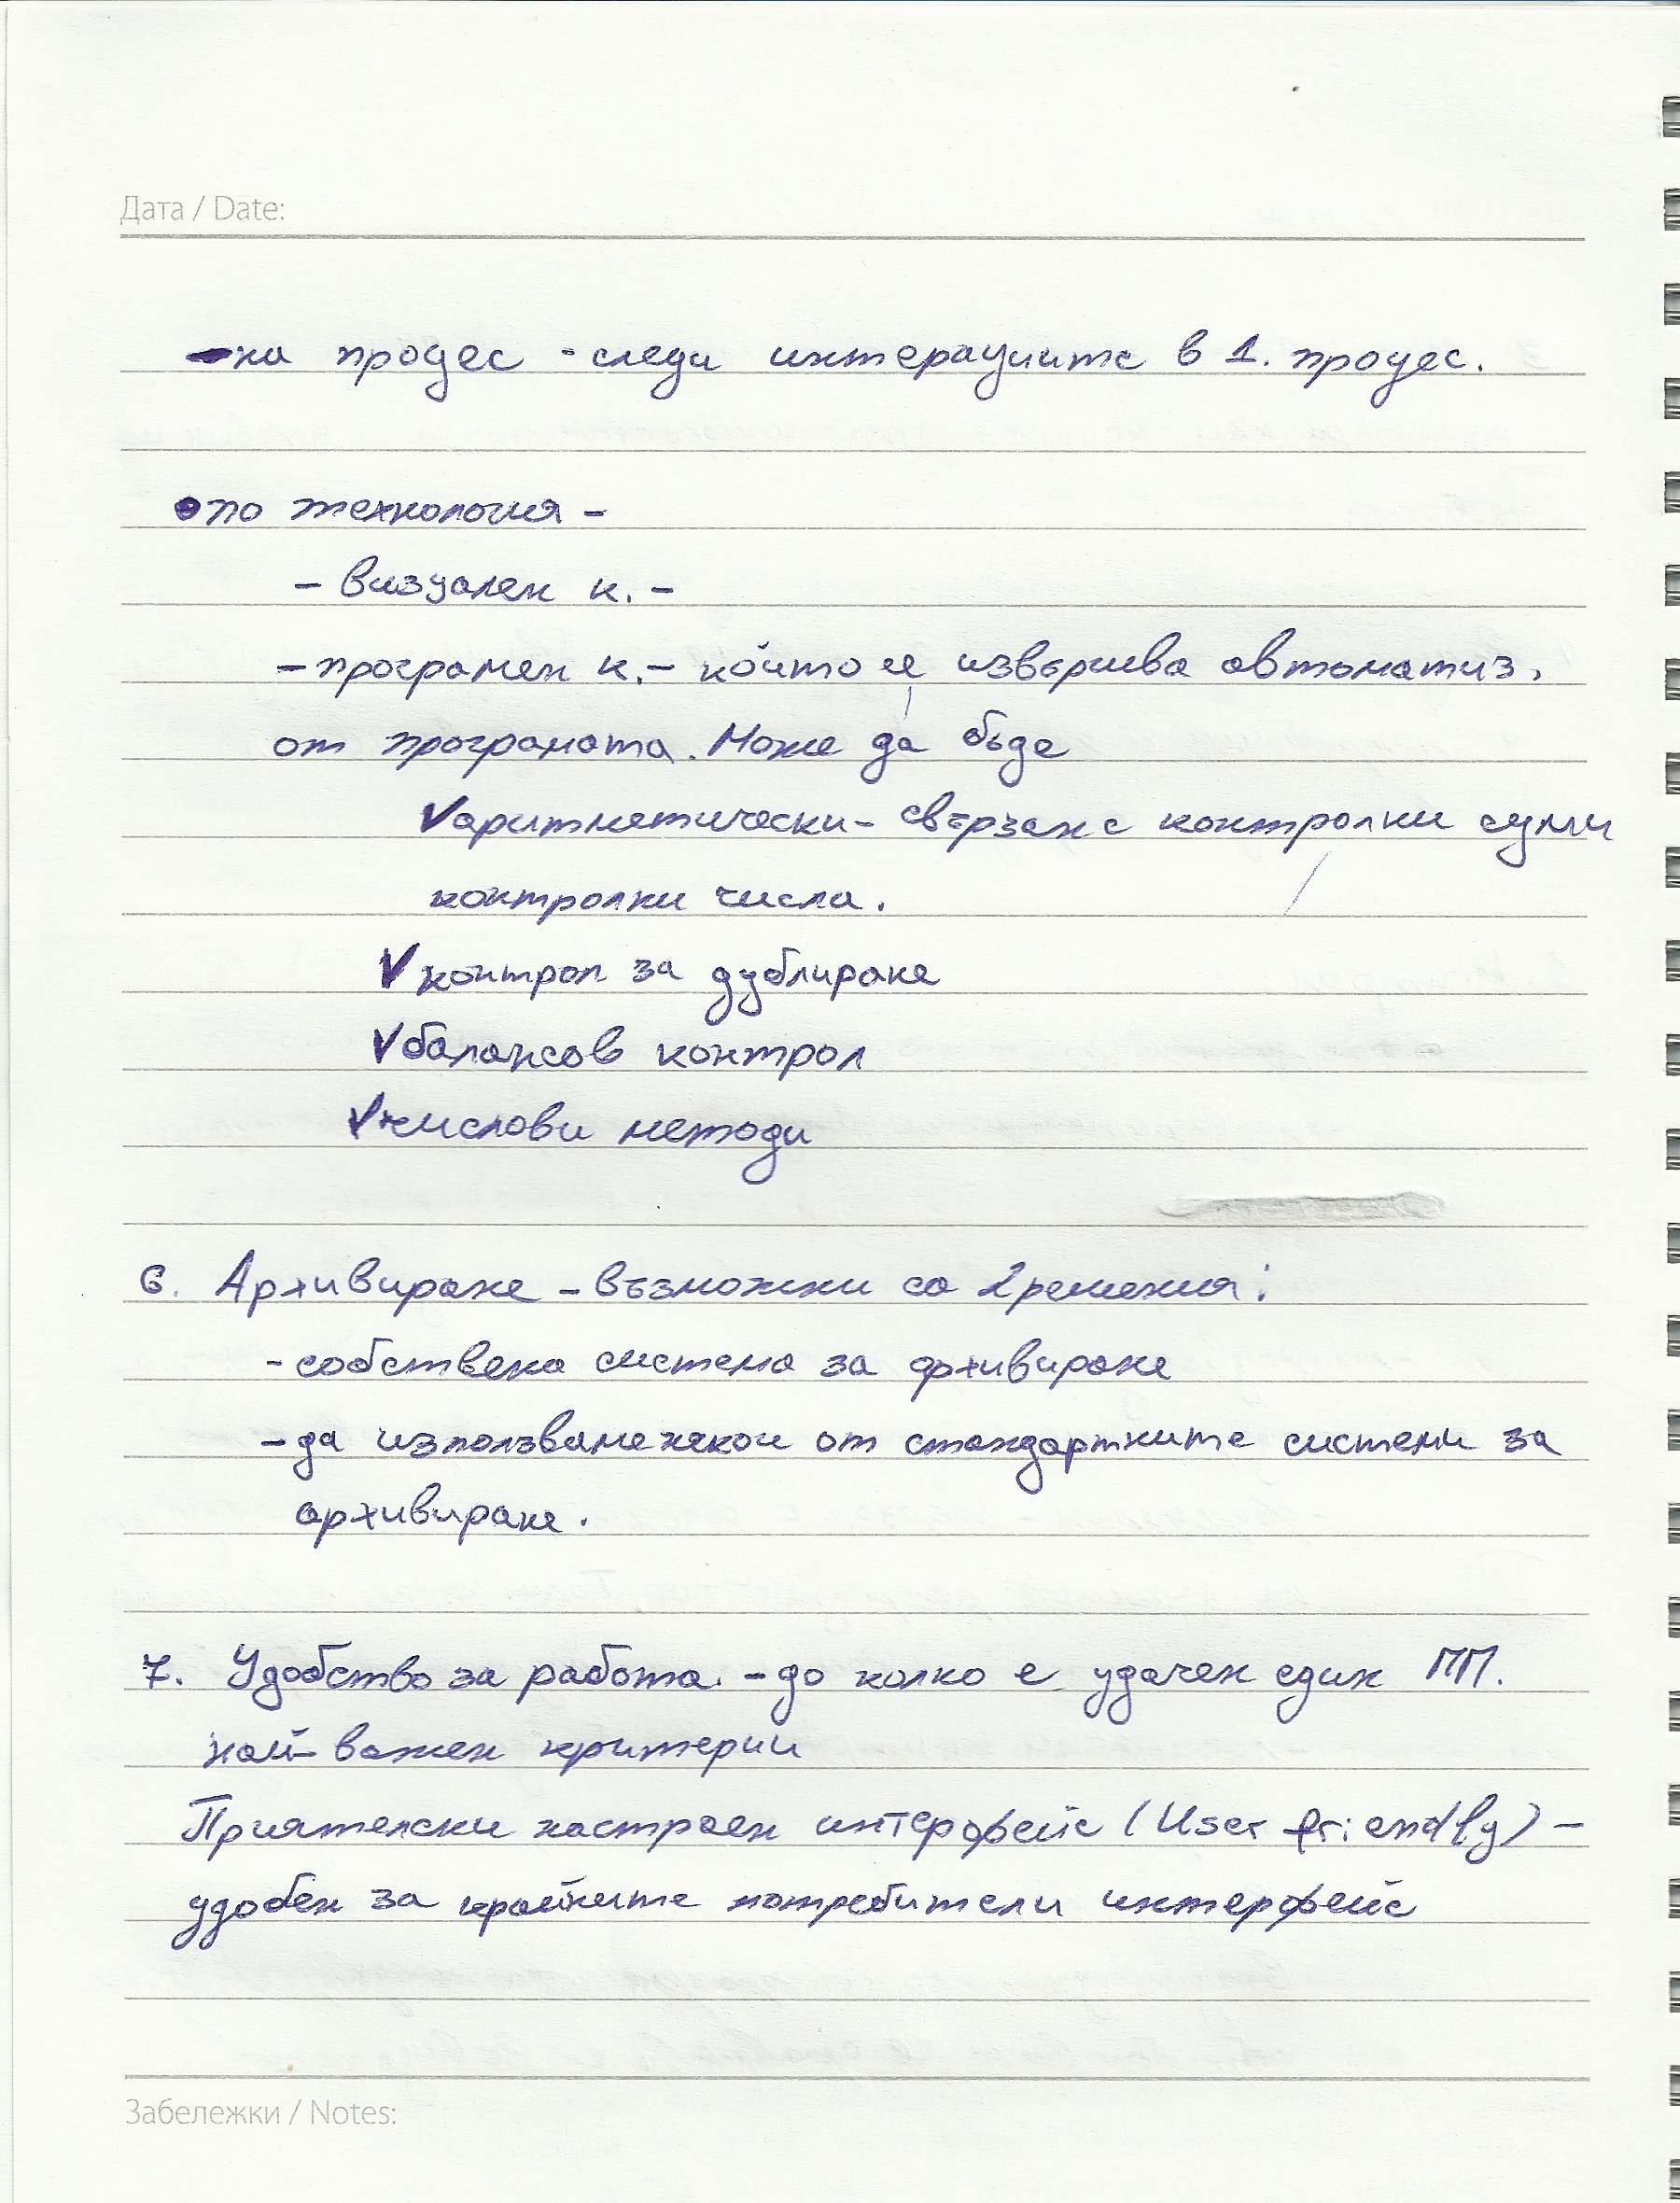 Дата / Date:
- на процес - следи интерациите в 1. процес.
• по технология -
- визуален к. -
- програмен к. - който се извършва автоматиз.
от програмата. Може да бъде
✓ аритметически - свързан с контролни суми
контролни числа.
✓ контрол за дублиране
✓ балансов контрол
✓ числови методи
6. Архивиране - възможни са 2 решения:
- собствена система за архивиране
- да използваме някои от стандартните системи за
архивиране.
7. Удобство за работа. - до колко е удачен един ПП.
най-важен критерии
Приятелски настроен интерфейс (User friendly) -
удобен за крайните потребители интерфейс
Забележки / Notes: